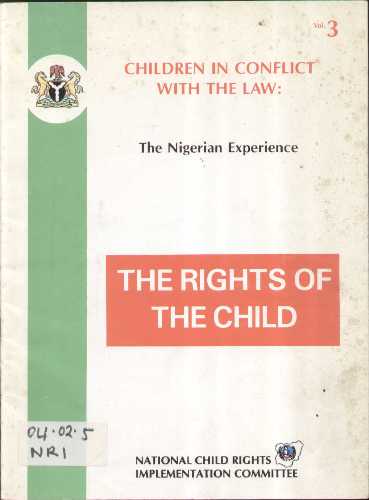 Vol. 3
CHILDREN IN CONFLICT
WITH THE LAW:
The Nigerian Experience
THE RIGHTS OF
THE CHILD
04.02.5
NRI
NATIONAL CHILD RIGHTS
IMPLEMENTATION COMMITTEE